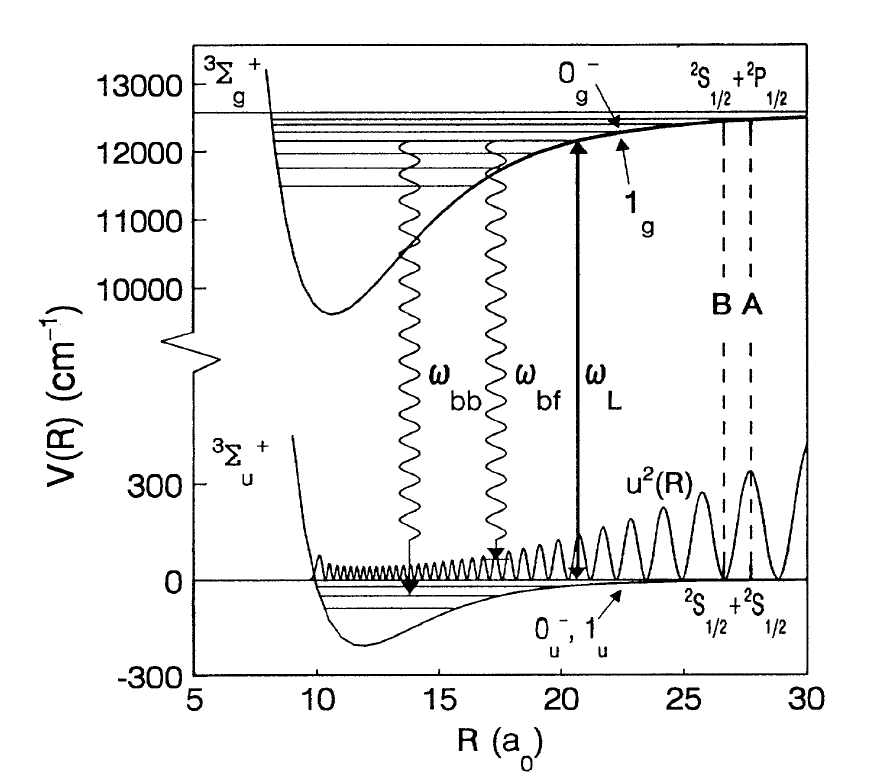 ³Σg⁺
0g⁻
²S1/2+²P1/2
1g
13000
12000
11000
10000
B A
V(R) (cm⁻¹)
ωbb
ωbf
ωL
³Σu⁺
u²(R)
300
0
-300
0u⁻, 1u
²S1/2+²S1/2
5
10
15
20
25
30
R (a0)